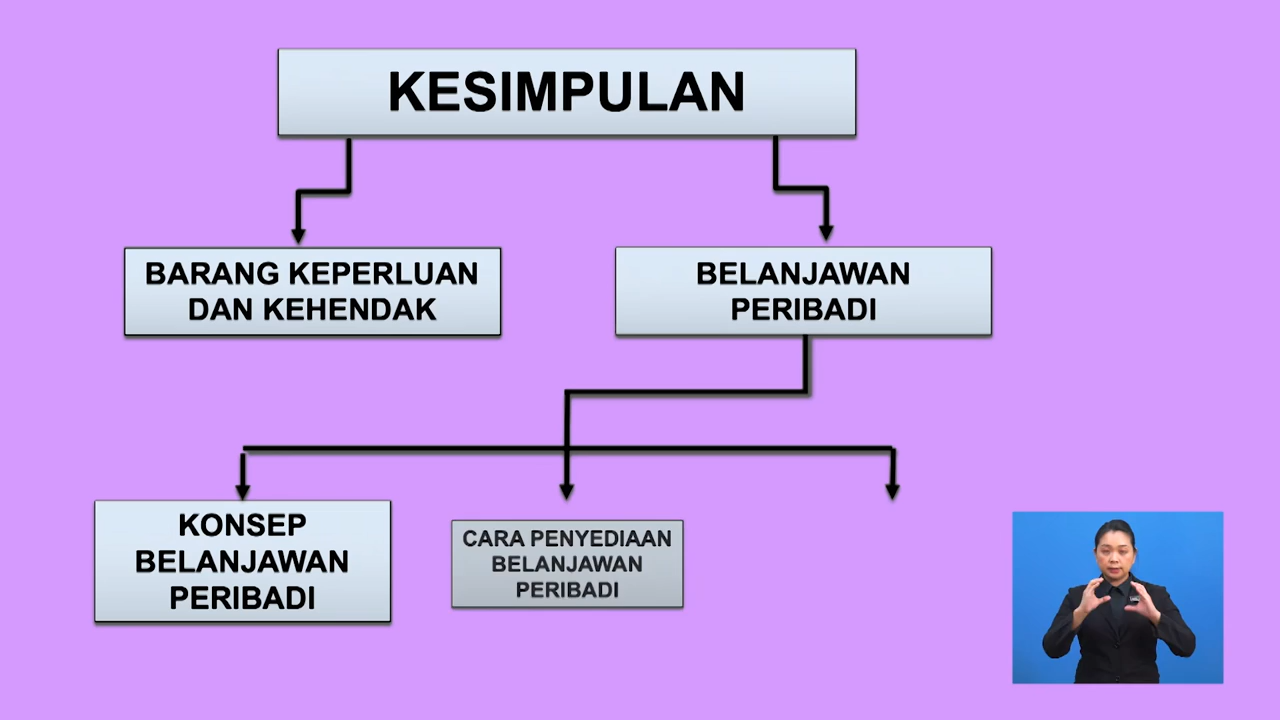 KESIMPULAN
BARANG KEPERLUAN
DAN KEHENDAK
BELANJAWAN
PERIBADI
KONSEP
BELANJAWAN
PERIBADI
CARA PENYEDIAAN
BELANJAWAN
PERIBADI